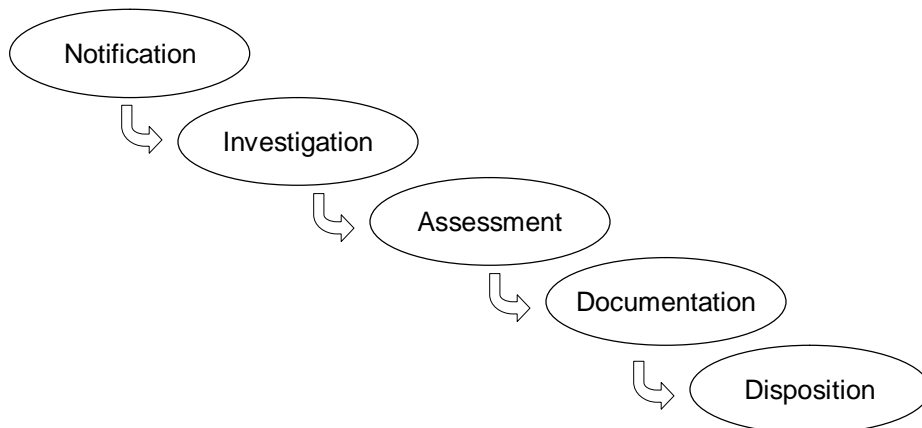 Notification
Investigation
Assessment
Documentation
Disposition